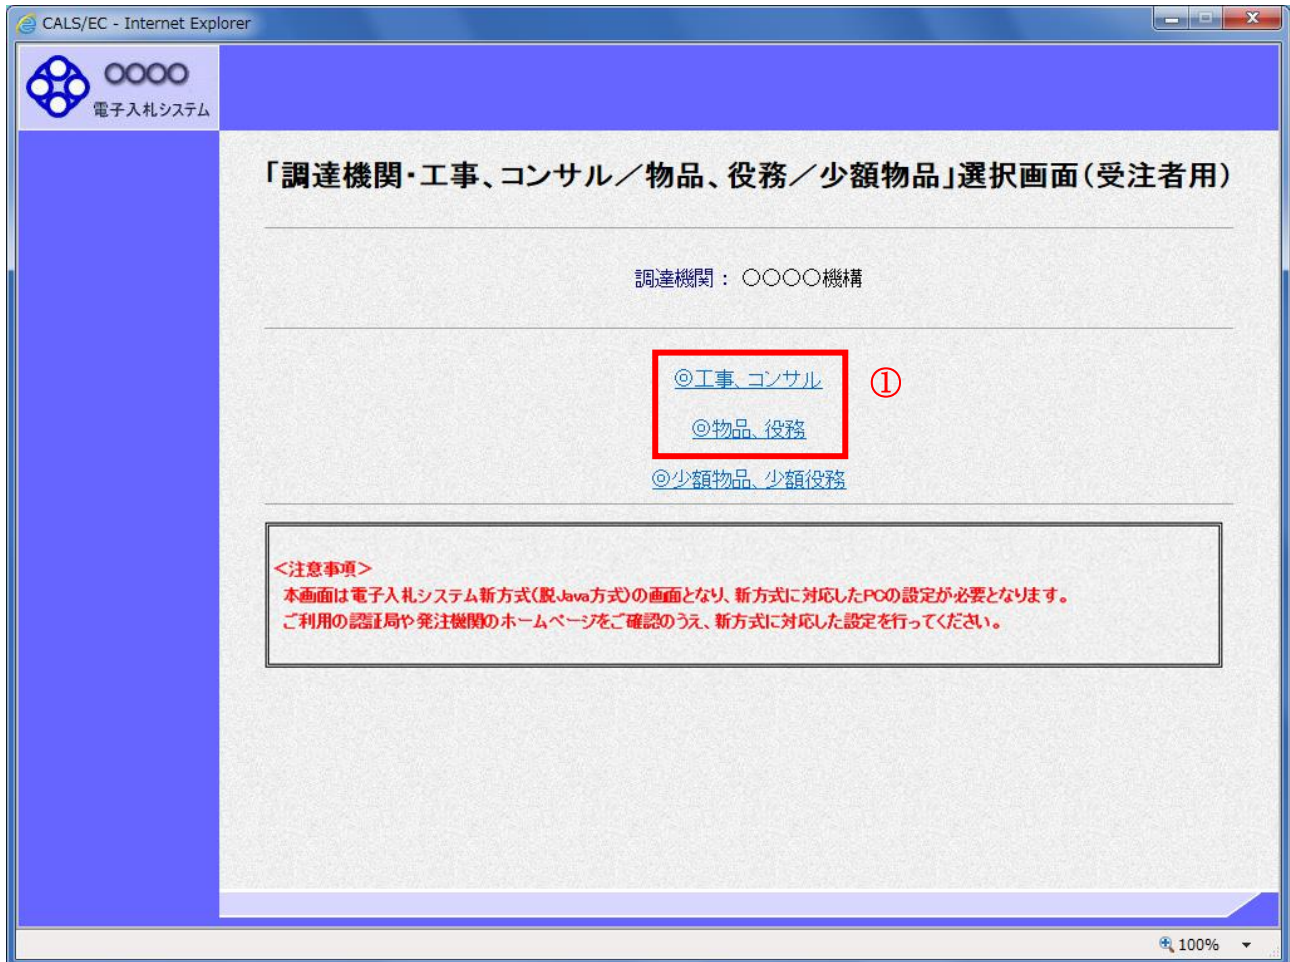 CALS/EC - Internet Explorer
○○○○
電子入札システム
「調達機関・工事、コンサル／物品、役務／少額物品」選択画面(受注者用)
調達機関： ○○○○機構
◎工事、コンサル
①
◎物品、役務
◎少額物品、少額役務
＜注意事項＞
本画面は電子入札システム新方式(脱Java方式)の画面となり、新方式に対応したPCの設定が必要となります。
ご利用の認証局や発注機関のホームページをご確認のうえ、新方式に対応した設定を行ってください。
100%